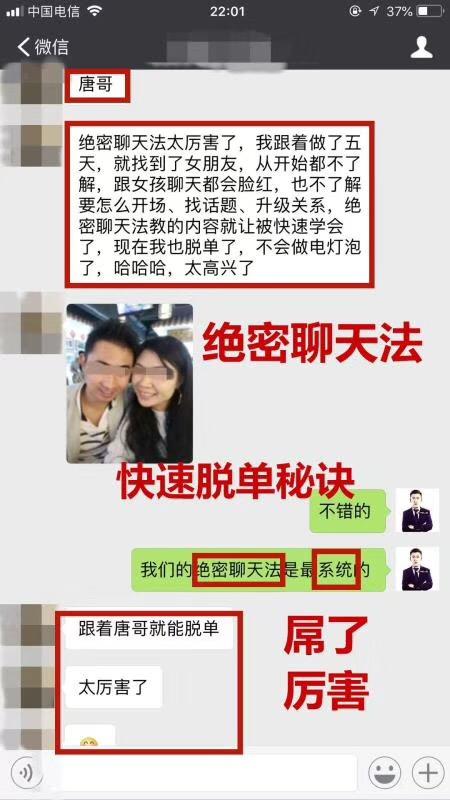 中国电信
22:01
37%
微信
唐哥
绝密聊天法太厉害了，我跟着做了五
天，就找到了女朋友，从开始都不了
解，跟女孩聊天都会脸红，也不了解
要怎么开场、找话题、升级关系，绝
密聊天法教的内容就让被快速学会
了，现在我也脱单了，不会做电灯泡
了，哈哈哈，太高兴了
绝密聊天法
快速脱单秘诀
不错的
我们的绝密聊天法是最系统的
跟着唐哥就能脱单
屌了
太厉害了
厉害